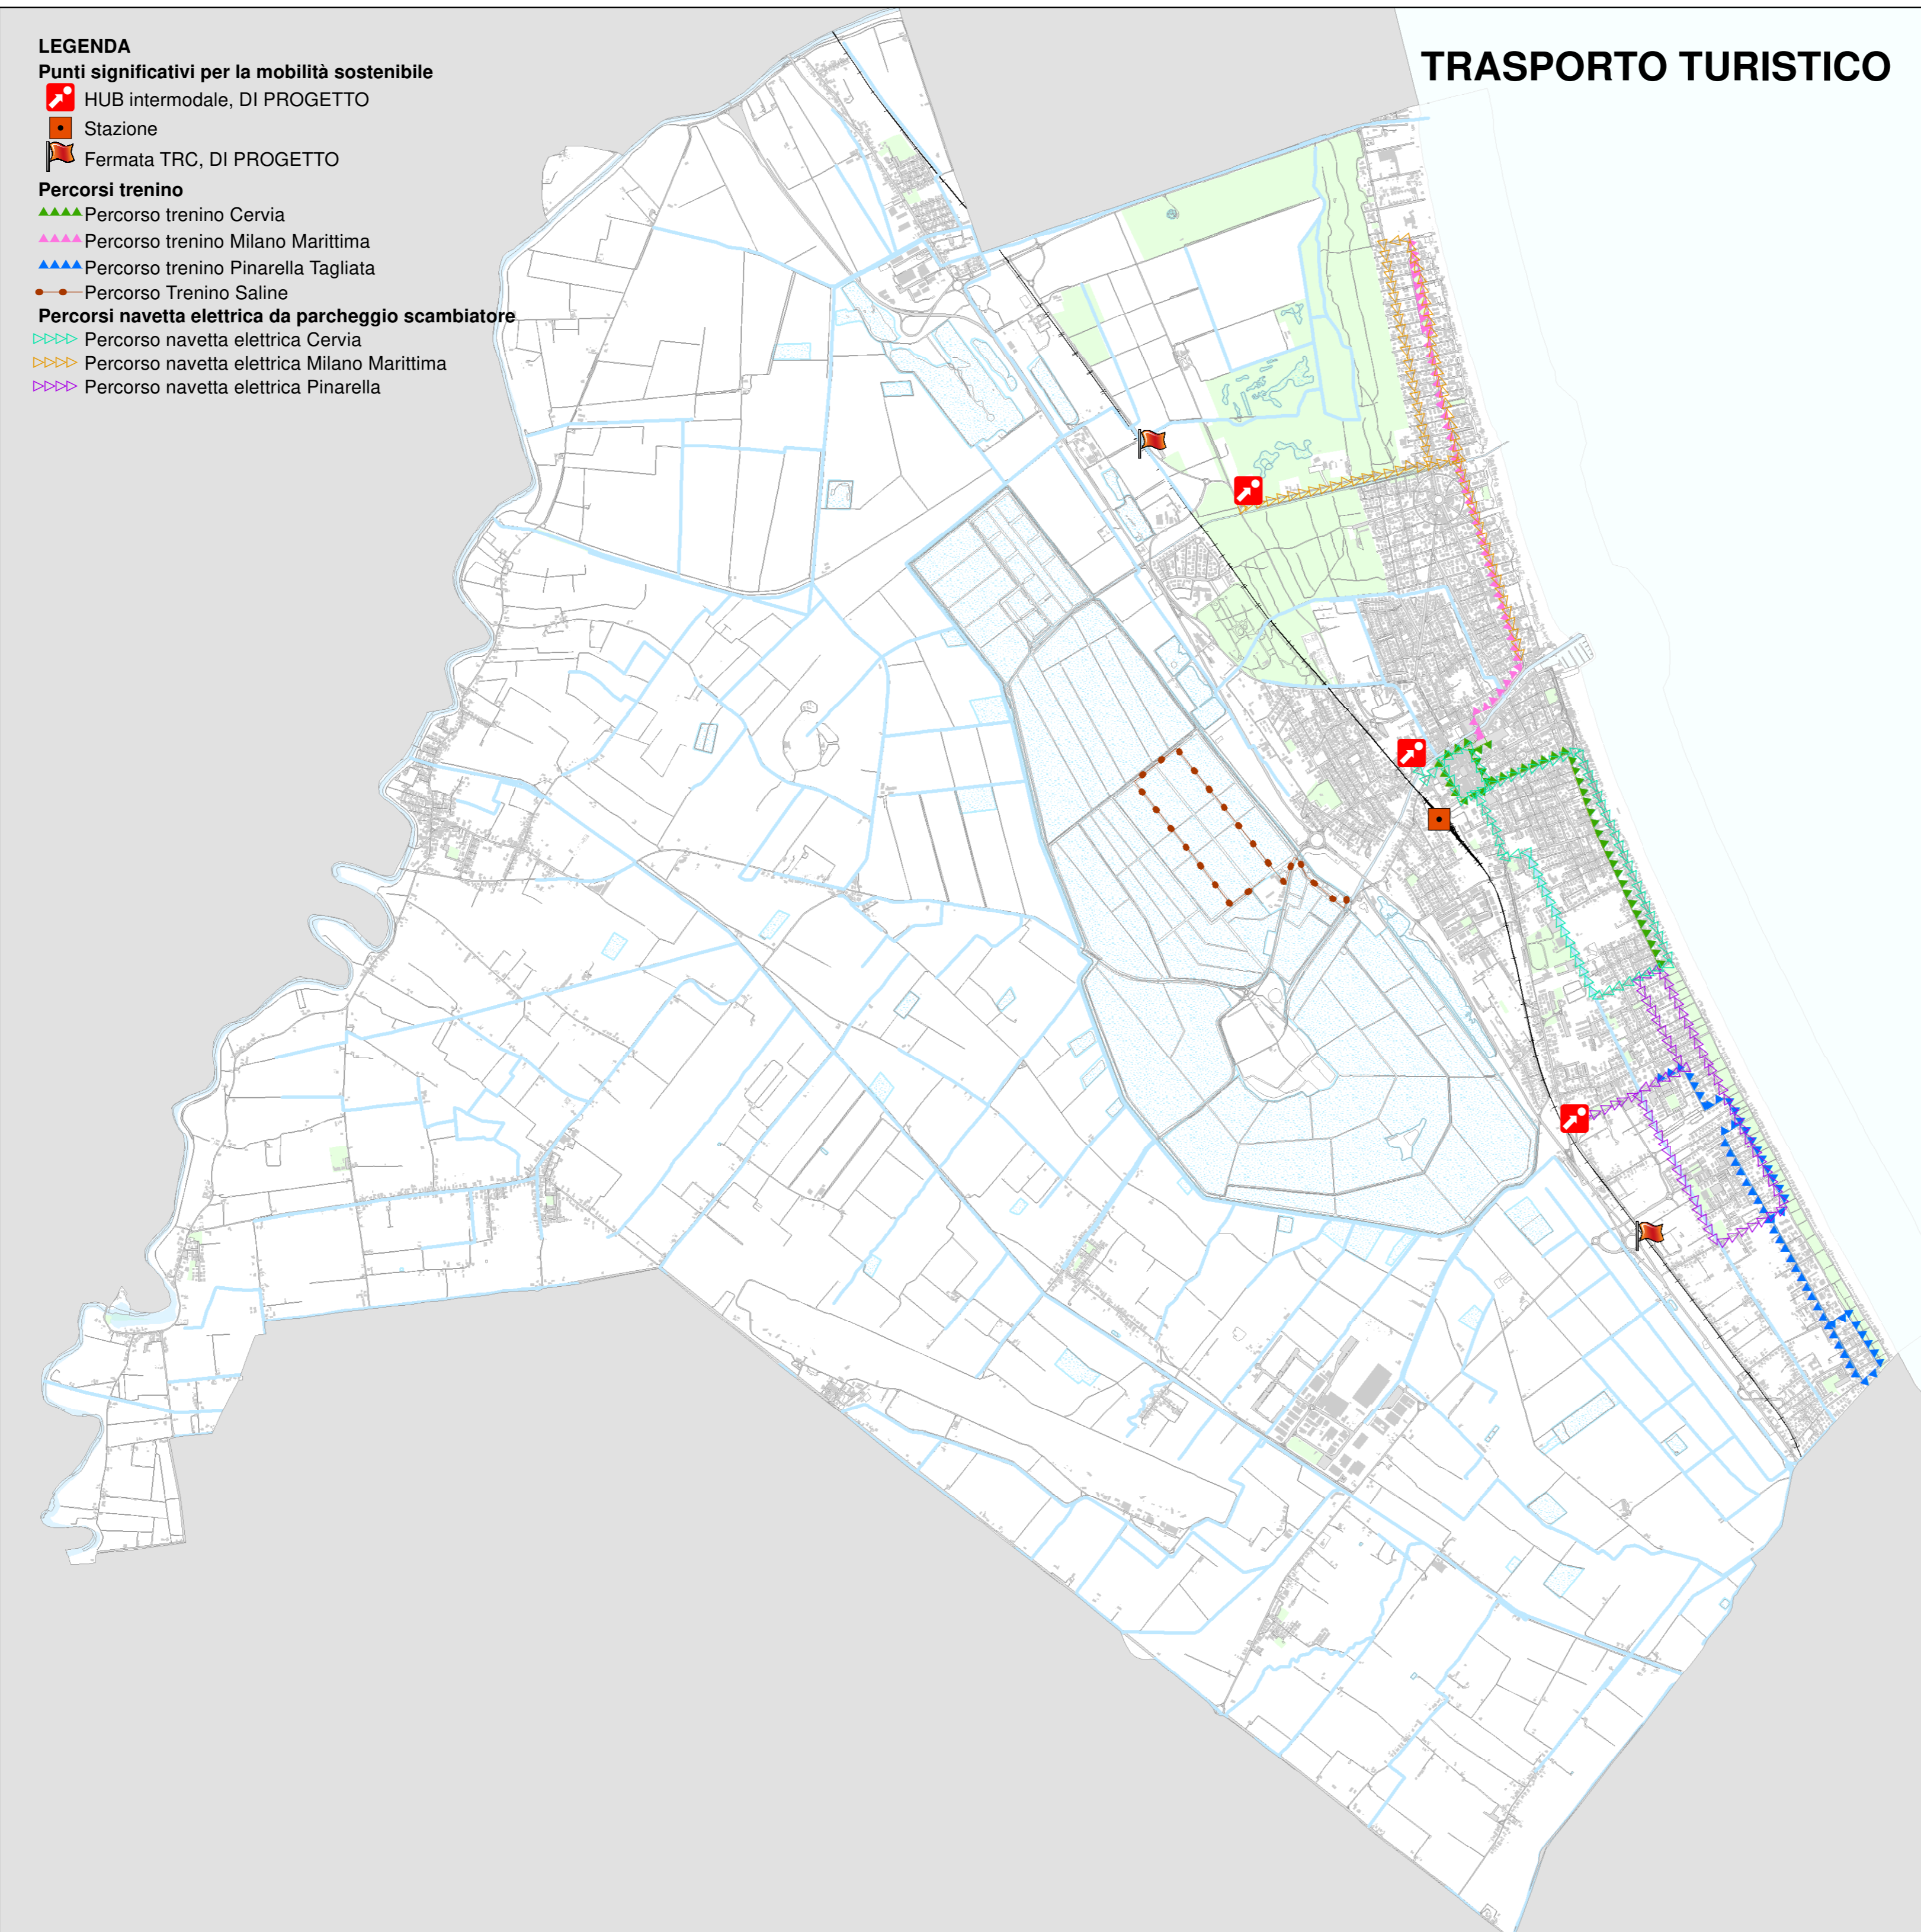 TRASPORTO TURISTICO
LEGENDA
Punti significativi per la mobilità sostenibile
HUB intermodale, DI PROGETTO
Stazione
Fermata TRC, DI PROGETTO
Percorsi trenino
Percorso trenino Cervia
Percorso trenino Milano Marittima
Percorso trenino Pinarella Tagliata
Percorso Trenino Saline
Percorsi navetta elettrica da parcheggio scambiatore
Percorso navetta elettrica Cervia
Percorso navetta elettrica Milano Marittima
Percorso navetta elettrica Pinarella